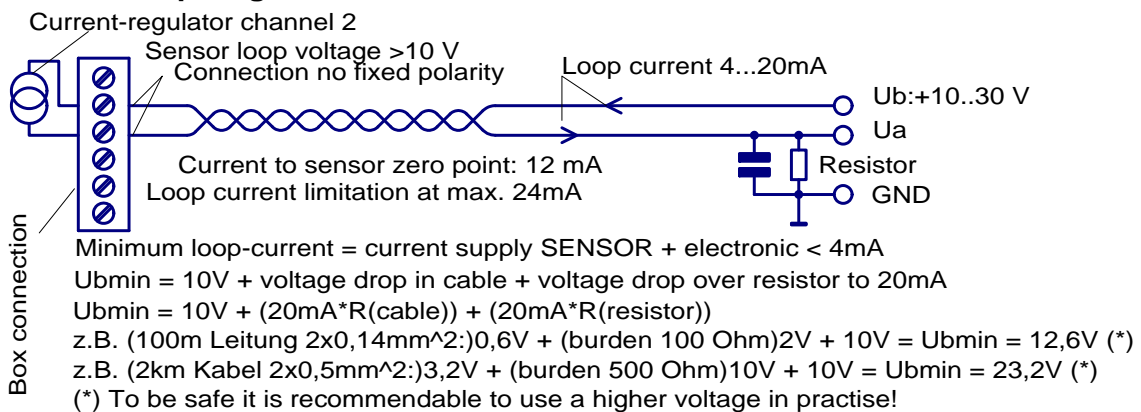 Current-regulator channel 2
Sensor loop voltage >10 V
Connection no fixed polarity
Loop current 4...20mA
Ub:+10..30 V
Ua
Current to sensor zero point: 12 mA
Resistor
Loop current limitation at max. 24mA
GND
Box connection
Minimum loop-current = current supply SENSOR + electronic < 4mA
Ubmin = 10V + voltage drop in cable + voltage drop over resistor to 20mA
Ubmin = 10V + (20mA*R(cable)) + (20mA*R(resistor))
z.B. (100m Leitung 2x0,14mm^2:)0,6V + (burden 100 Ohm)2V + 10V = Ubmin = 12,6V (*)
z.B. (2km Kabel 2x0,5mm^2:)3,2V + (burden 500 Ohm)10V + 10V = Ubmin = 23,2V (*)
(*) To be safe it is recommendable to use a higher voltage in practise!